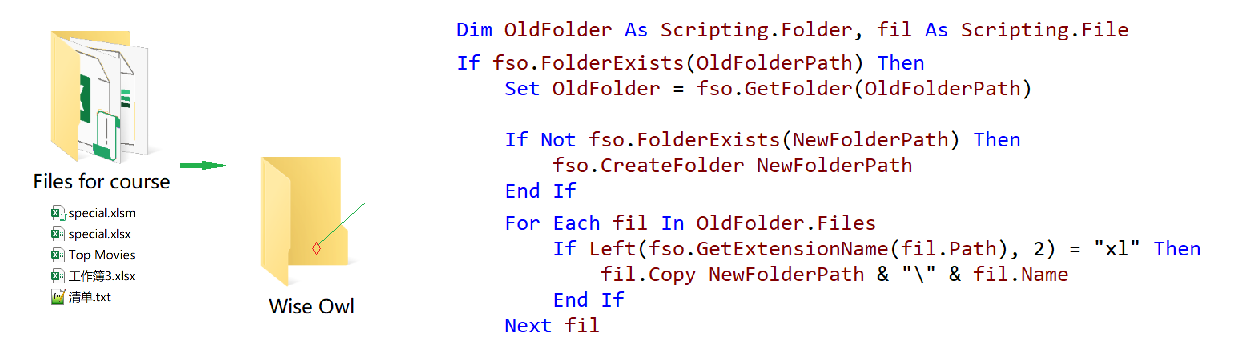 Files for course
special.xlsm
special.xlsx
Top Movies
工作簿3.xlsx
清单.txt
Wise Owl
Dim OldFolder As Scripting.Folder, fil As Scripting.File
If fso.FolderExists(OldFolderPath) Then
Set OldFolder = fso.GetFolder(OldFolderPath)
If Not fso.FolderExists(NewFolderPath) Then
fso.CreateFolder NewFolderPath
End If
For Each fil In OldFolder.Files
If Left(fso.GetExtensionName(fil.Path), 2) = "xl" Then
fil.Copy NewFolderPath & "\" & fil.Name
End If
Next fil